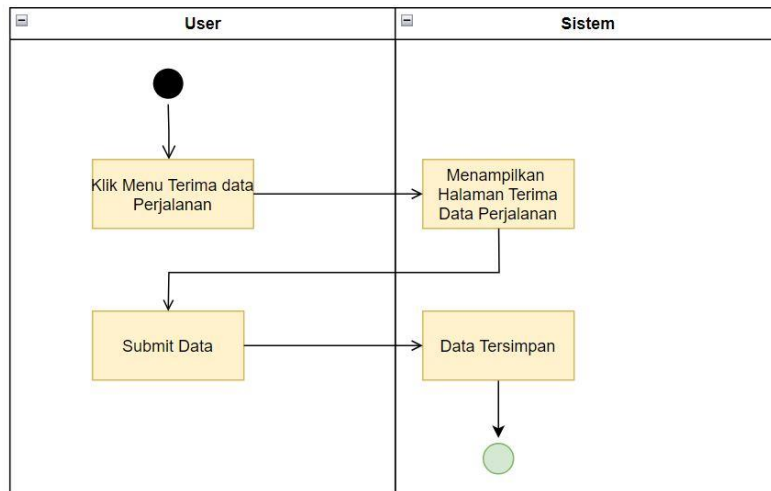 User
Sistem
Klik Menu Terima data
Perjalanan
Menampilkan
Halaman Terima
Data Perjalanan
Submit Data
Data Tersimpan